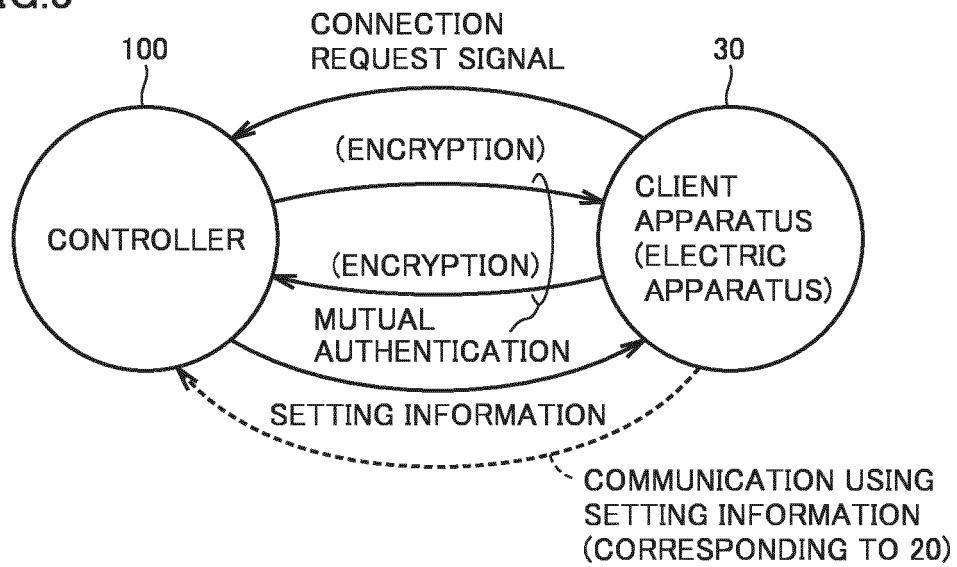 100
CONNECTION
REQUEST SIGNAL
30
(ENCRYPTION)
CONTROLLER
CLIENT
APPARATUS
(ELECTRIC
APPARATUS)
(ENCRYPTION)
MUTUAL
AUTHENTICATION
SETTING INFORMATION
COMMUNICATION USING
SETTING INFORMATION
(CORRESPONDING TO 20)